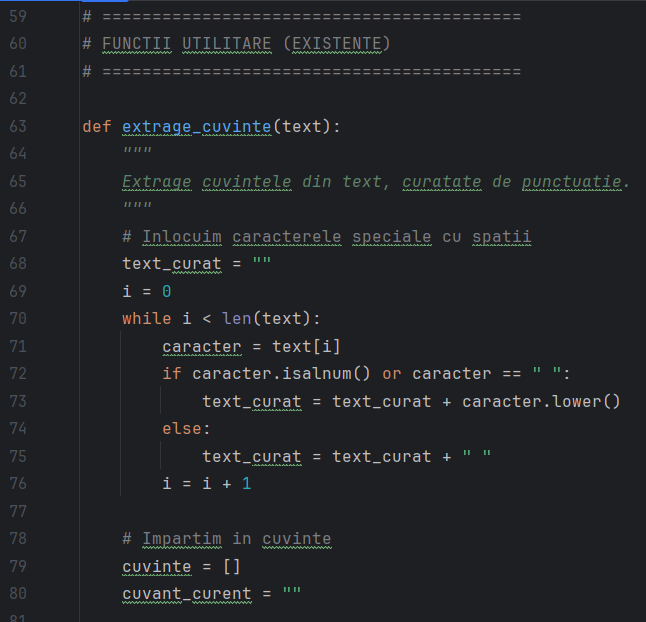 59 # ==========================================
60 # FUNCTII UTILITARE (EXISTENTE)
61 # ==========================================
62
63 def extrage_cuvinte(text):
64     """
65     Extrage cuvintele din text, curatate de punctuatie.
66     """
67     # Inlocuim caracterele speciale cu spatii
68     text_curat = ""
69     i = 0
70     while i < len(text):
71         caracter = text[i]
72         if caracter.isalnum() or caracter == " ":
73             text_curat = text_curat + caracter.lower()
74         else:
75             text_curat = text_curat + " "
76         i = i + 1
77
78     # Impartim in cuvinte
79     cuvinte = []
80     cuvant_curent = ""
81